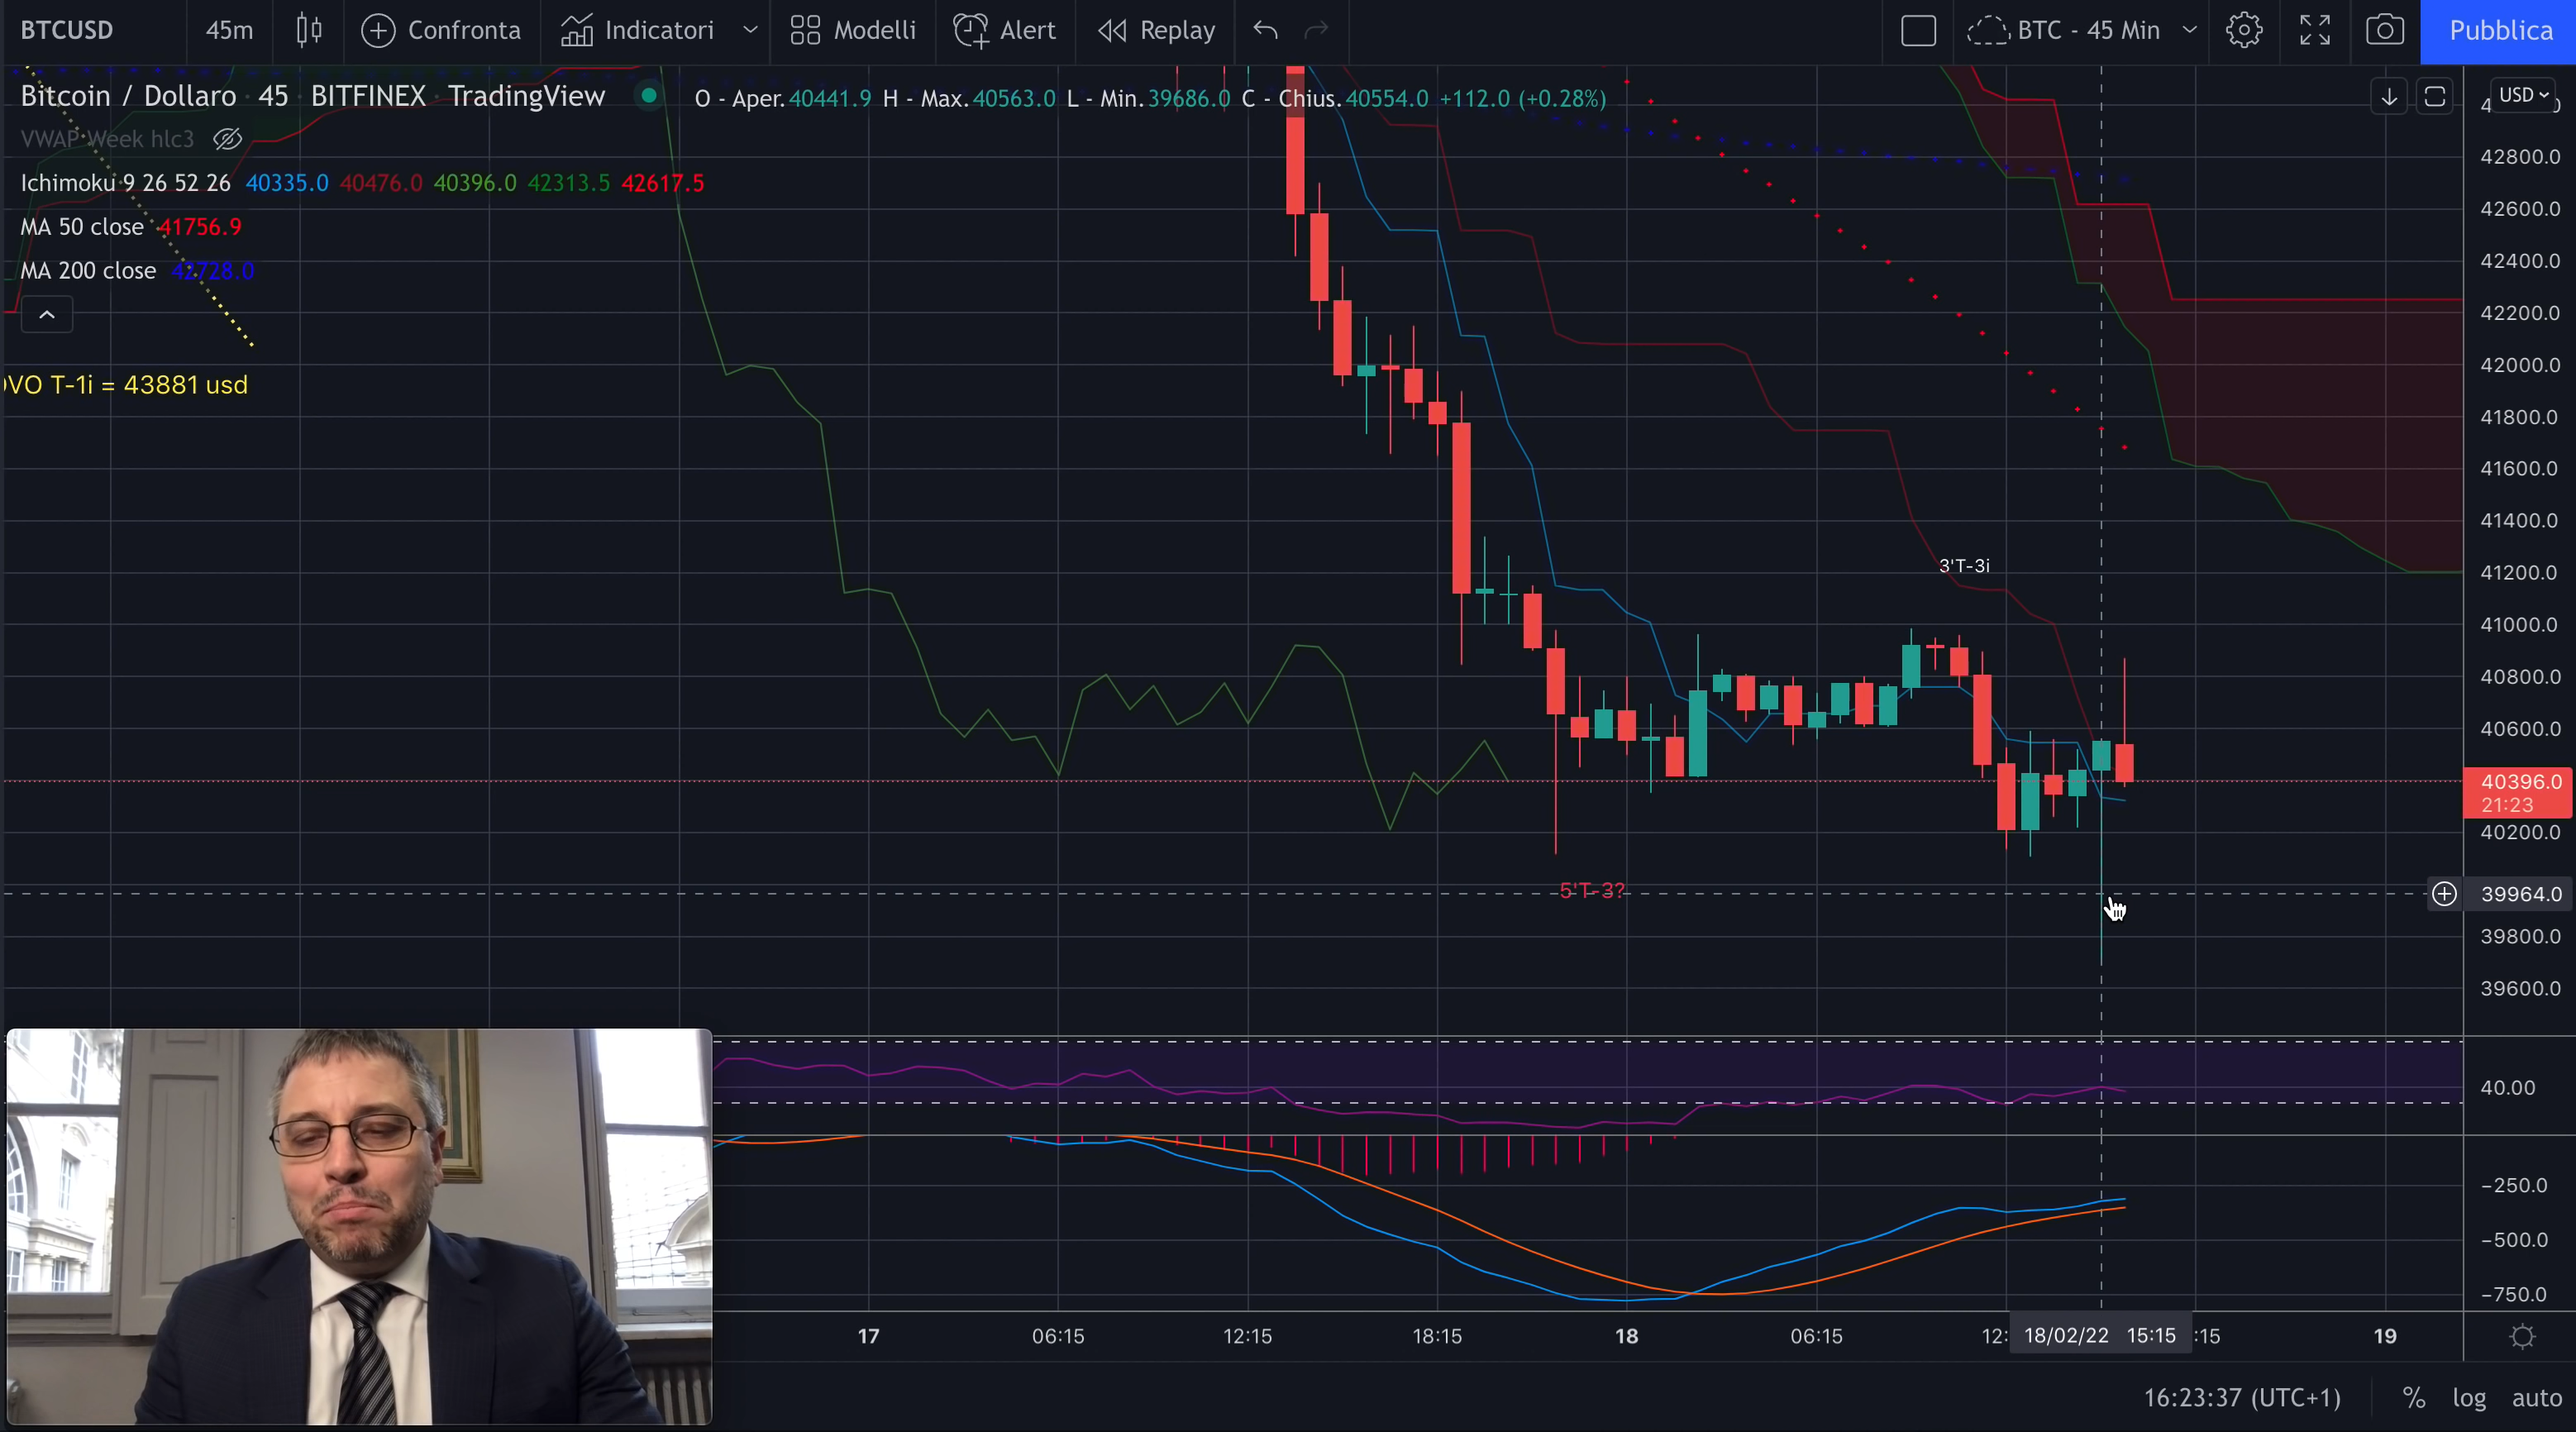 BTCUSD 45m Confronta Indicatori Modelli Alert Replay BTC - 45 Min Pubblica
Bitcoin / Dollaro · 45 · BITFINEX · TradingView O - Aper.40441.9 H - Max.40563.0 L - Min.39686.0 C - Chius.40554.0 +112.0 (+0.28%)
USD
VWAP Week hlc3
Ichimoku 9 26 52 26 40335.0 40476.0 40396.0 42313.5 42617.5
MA 50 close 41756.9
MA 200 close 42728.0
OVO T-1i = 43881 usd
42800.0
42600.0
42400.0
42200.0
42000.0
41800.0
41600.0
41400.0
41200.0
41000.0
40800.0
40600.0
40396.0
21:23
40200.0
39964.0
39800.0
39600.0
3'T-3i
5'T-3?
40.00
−250.0
−500.0
−750.0
17 06:15 12:15 18:15 18 06:15 12: 18/02/22 15:15 :15 19
16:23:37 (UTC+1) % log auto